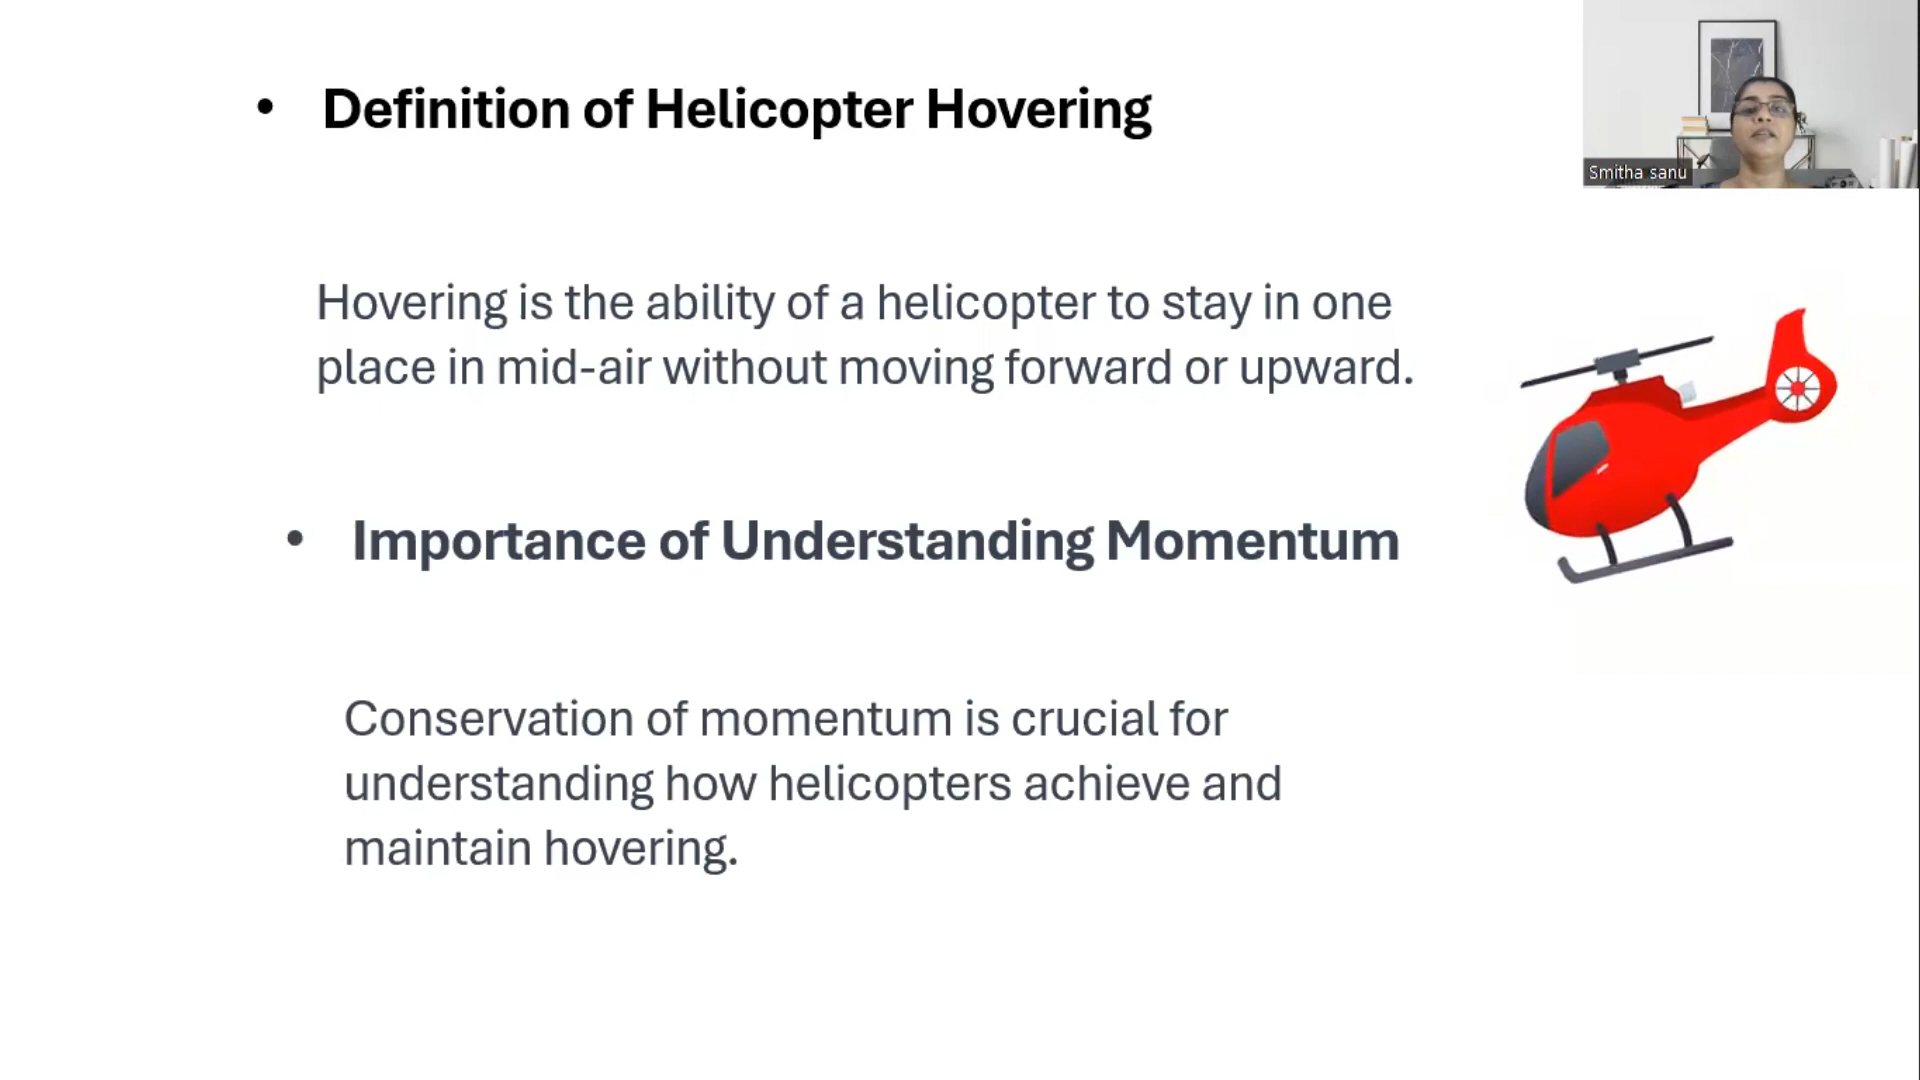 • Definition of Helicopter Hovering
Smitha sanu
Hovering is the ability of a helicopter to stay in one
place in mid-air without moving forward or upward.
• Importance of Understanding Momentum
Conservation of momentum is crucial for
understanding how helicopters achieve and
maintain hovering.